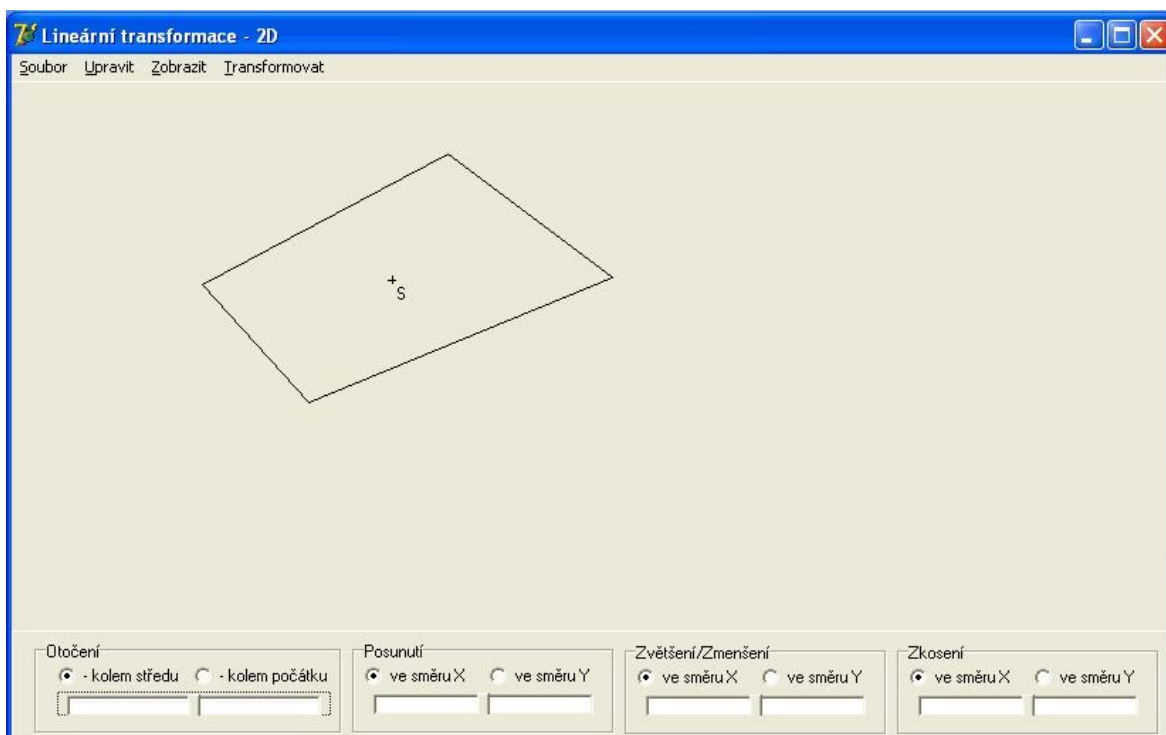 Lineární transformace - 2D
Soubor Upravit Zobrazit Transformovat
S
Otočení Posunutí Zvětšení/Zmenšení Zkosení
- kolem středu - kolem počátku ve směru X ve směru Y ve směru X ve směru Y ve směru X ve směru Y